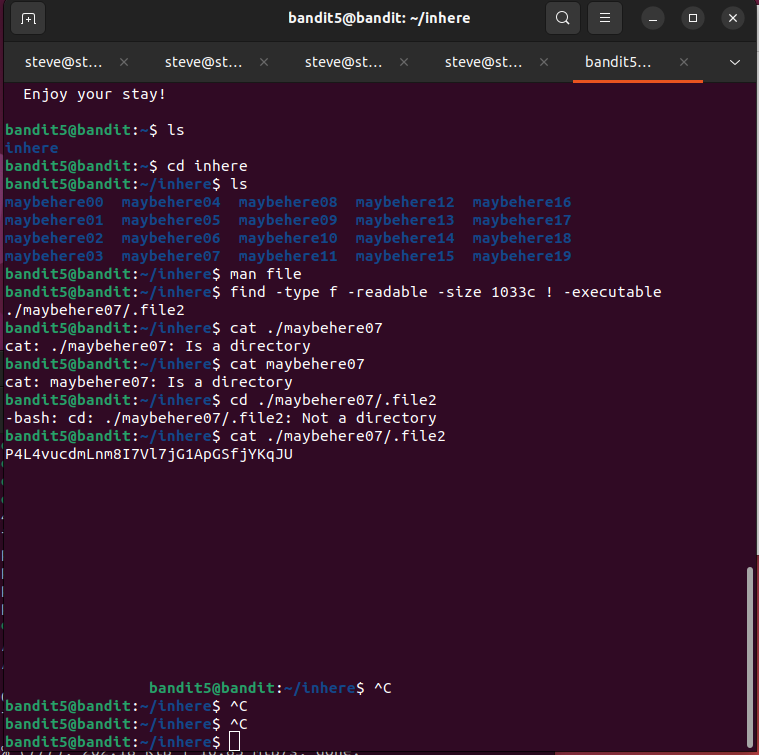 bandit5@bandit: ~/inhere
steve@st... steve@st... steve@st... steve@st... bandit5...
Enjoy your stay!
bandit5@bandit:~$ ls
inhere
bandit5@bandit:~$ cd inhere
bandit5@bandit:~/inhere$ ls
maybehere00 maybehere04 maybehere08 maybehere12 maybehere16
maybehere01 maybehere05 maybehere09 maybehere13 maybehere17
maybehere02 maybehere06 maybehere10 maybehere14 maybehere18
maybehere03 maybehere07 maybehere11 maybehere15 maybehere19
bandit5@bandit:~/inhere$ man file
bandit5@bandit:~/inhere$ find -type f -readable -size 1033c ! -executable
./maybehere07/.file2
bandit5@bandit:~/inhere$ cat ./maybehere07
cat: ./maybehere07: Is a directory
bandit5@bandit:~/inhere$ cat maybehere07
cat: maybehere07: Is a directory
bandit5@bandit:~/inhere$ cd ./maybehere07/.file2
-bash: cd: ./maybehere07/.file2: Not a directory
bandit5@bandit:~/inhere$ cat ./maybehere07/.file2
P4L4vucdmLnm8I7Vl7jG1ApGSfjYKqJU
bandit5@bandit:~/inhere$ ^C
bandit5@bandit:~/inhere$ ^C
bandit5@bandit:~/inhere$ ^C
bandit5@bandit:~/inhere$